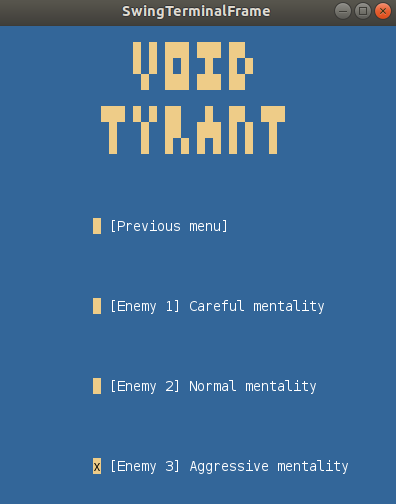 SwingTerminalFrame
VOID
TYRANT
[Previous menu]
[Enemy 1] Careful mentality
[Enemy 2] Normal mentality
x [Enemy 3] Aggressive mentality